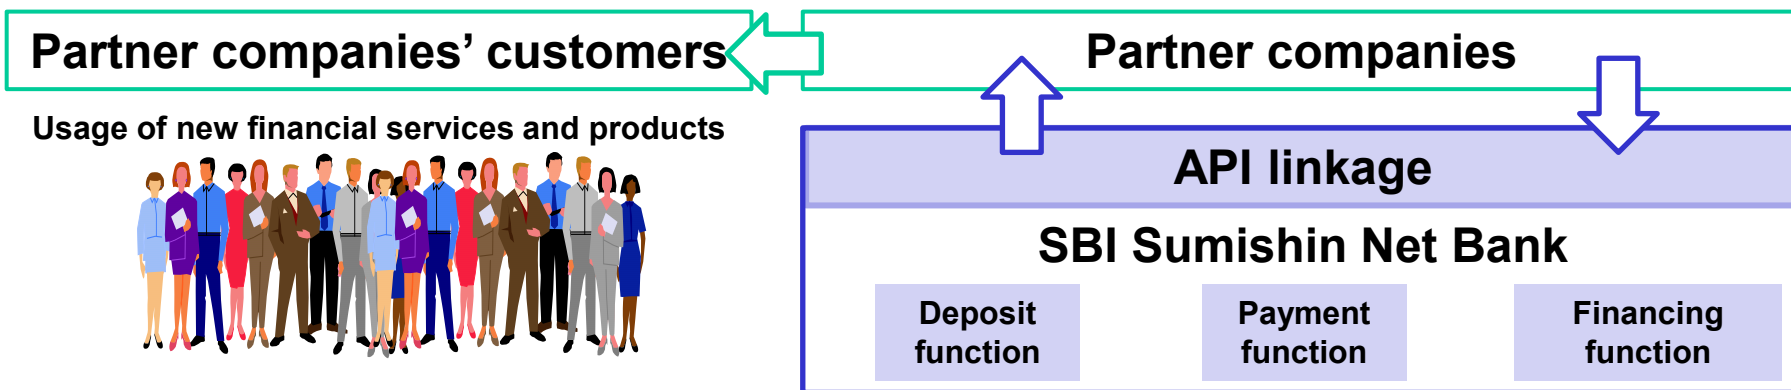 Partner companies’ customers
Partner companies
Usage of new financial services and products
API linkage
SBI Sumishin Net Bank
Deposit
function
Payment
function
Financing
function